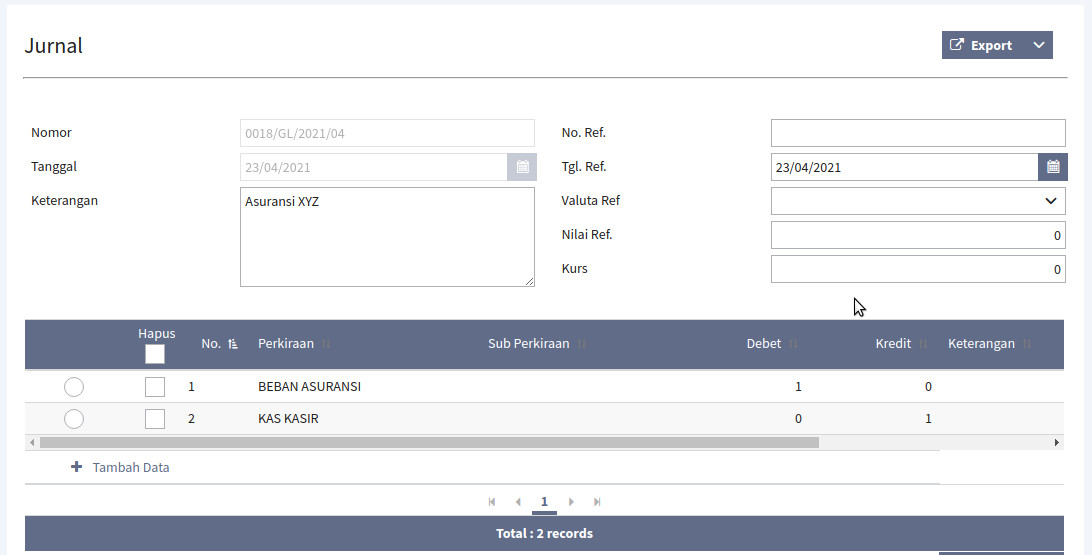 Jurnal
Export
Nomor 0018/GL/2021/04 No. Ref.
Tanggal 23/04/2021 Tgl. Ref. 23/04/2021
Keterangan Asuransi XYZ Valuta Ref
Nilai Ref. 0
Kurs 0
Hapus No. Perkiraan Sub Perkiraan Debet Kredit Keterangan
1 BEBAN ASURANSI 1 0
2 KAS KASIR 0 1
Tambah Data
1
Total : 2 records